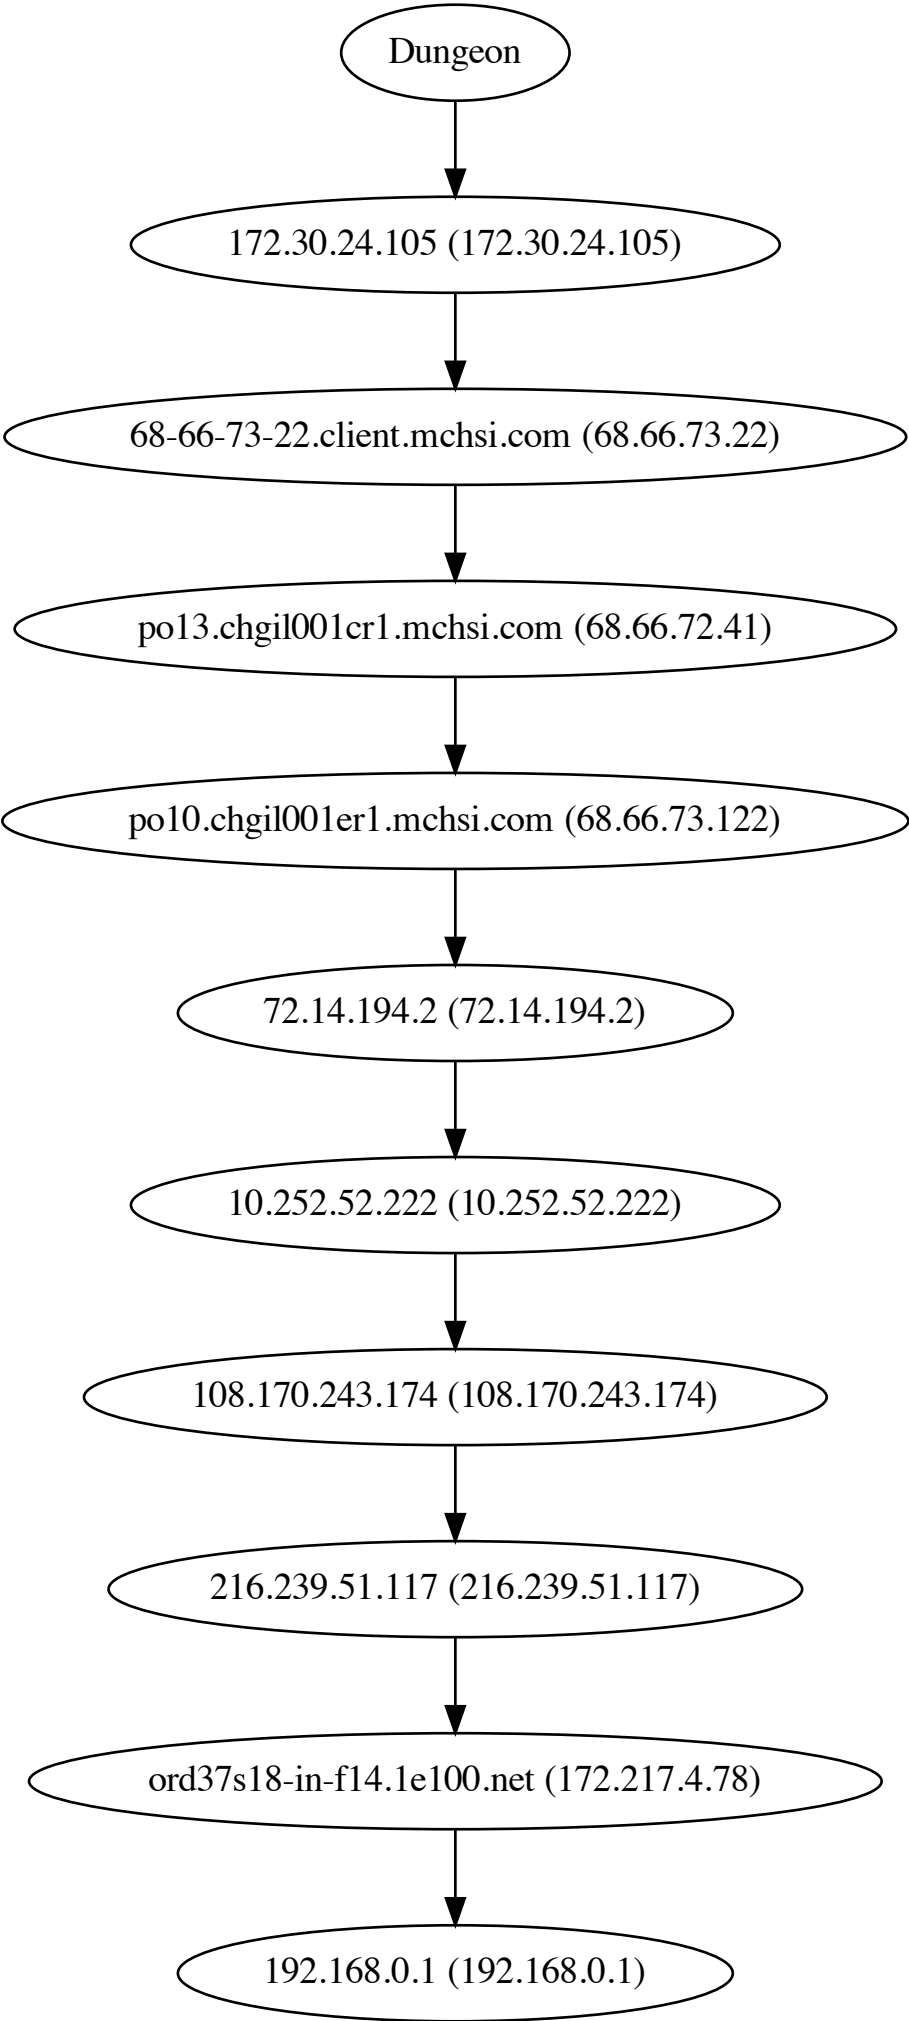 Dungeon
172.30.24.105 (172.30.24.105)
68-66-73-22.client.mchsi.com (68.66.73.22)
po13.chgil001cr1.mchsi.com (68.66.72.41)
po10.chgil001er1.mchsi.com (68.66.73.122)
72.14.194.2 (72.14.194.2)
10.252.52.222 (10.252.52.222)
108.170.243.174 (108.170.243.174)
216.239.51.117 (216.239.51.117)
ord37s18-in-f14.1e100.net (172.217.4.78)
192.168.0.1 (192.168.0.1)